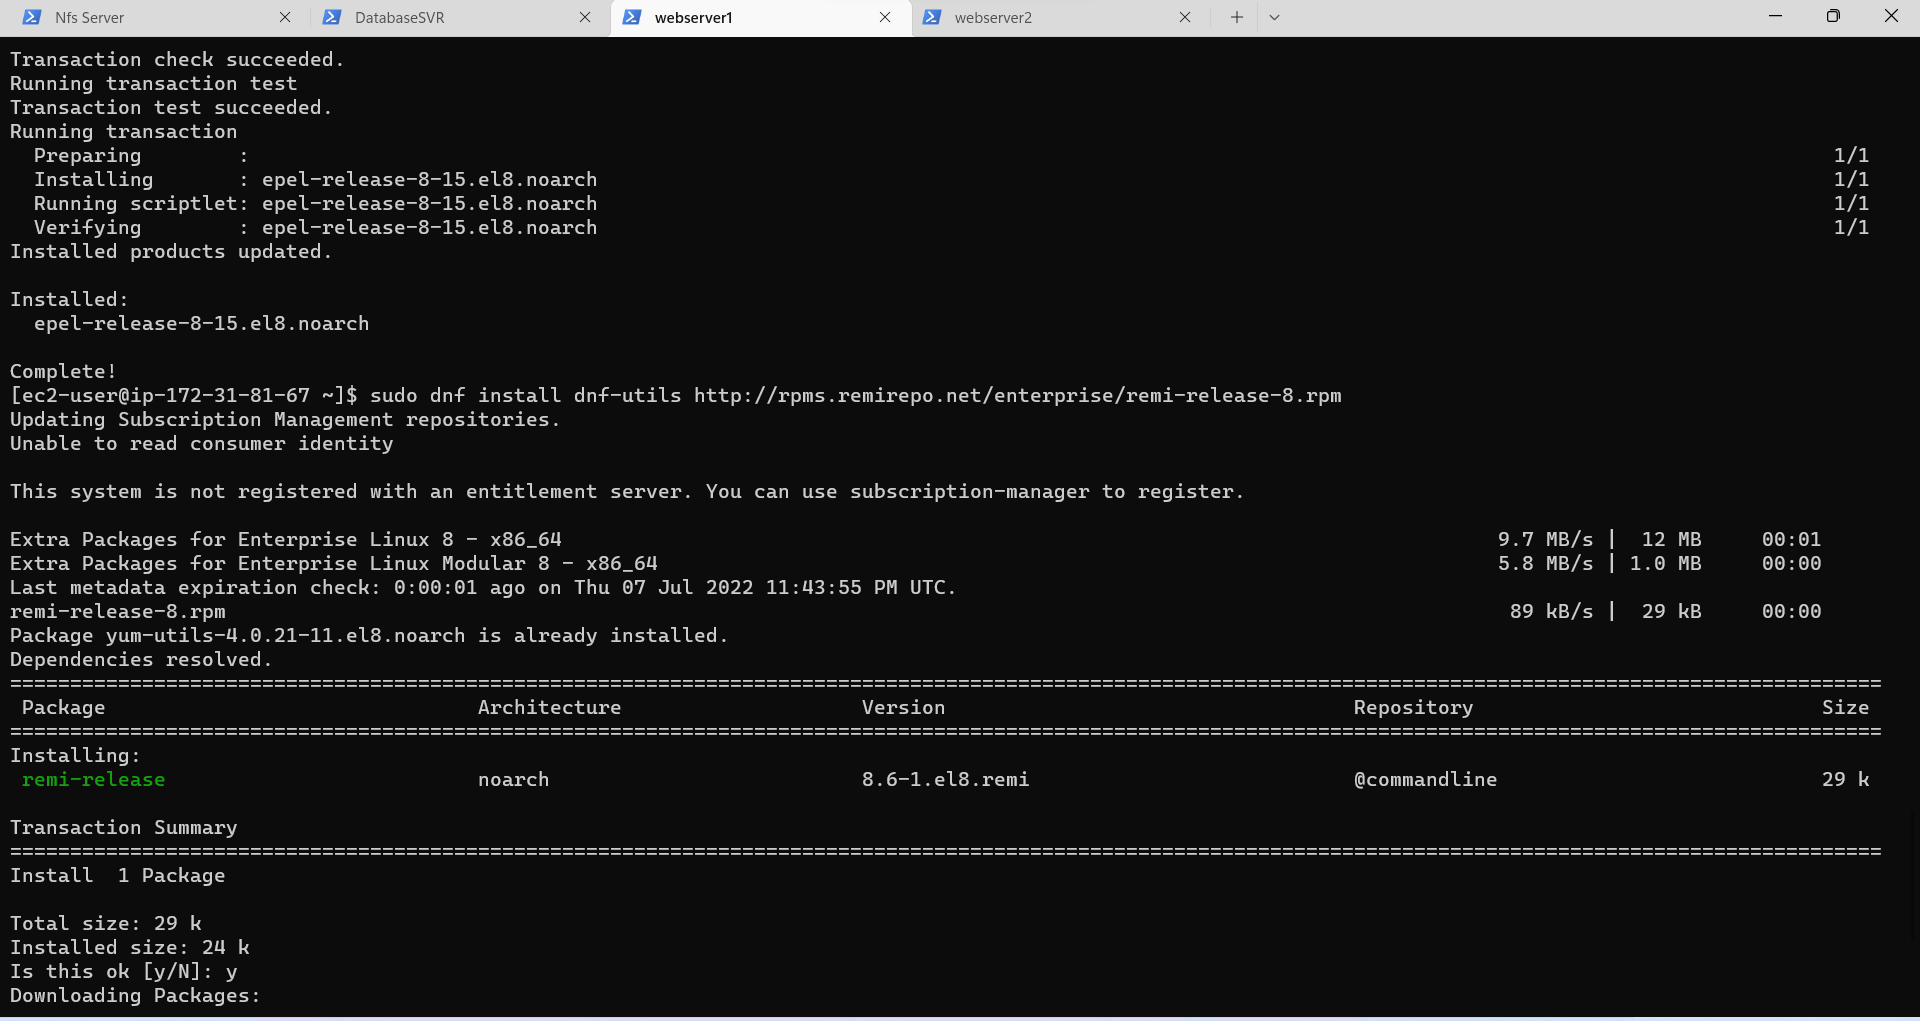 Nfs Server DatabaseSVR webserver1 webserver2
Transaction check succeeded.
Running transaction test
Transaction test succeeded.
Running transaction
  Preparing        : 1/1
  Installing       : epel-release-8-15.el8.noarch 1/1
  Running scriptlet: epel-release-8-15.el8.noarch 1/1
  Verifying        : epel-release-8-15.el8.noarch 1/1
Installed products updated.

Installed:
  epel-release-8-15.el8.noarch

Complete!
[ec2-user@ip-172-31-81-67 ~]$ sudo dnf install dnf-utils http://rpms.remirepo.net/enterprise/remi-release-8.rpm
Updating Subscription Management repositories.
Unable to read consumer identity

This system is not registered with an entitlement server. You can use subscription-manager to register.

Extra Packages for Enterprise Linux 8 - x86_64 9.7 MB/s |  12 MB     00:01
Extra Packages for Enterprise Linux Modular 8 - x86_64 5.8 MB/s | 1.0 MB     00:00
Last metadata expiration check: 0:00:01 ago on Thu 07 Jul 2022 11:43:55 PM UTC.
remi-release-8.rpm 89 kB/s |  29 kB     00:00
Package yum-utils-4.0.21-11.el8.noarch is already installed.
Dependencies resolved.
================================================================================
 Package Architecture Version Repository Size
================================================================================
Installing:
 remi-release noarch 8.6-1.el8.remi @commandline 29 k

Transaction Summary
================================================================================
Install  1 Package

Total size: 29 k
Installed size: 24 k
Is this ok [y/N]: y
Downloading Packages: